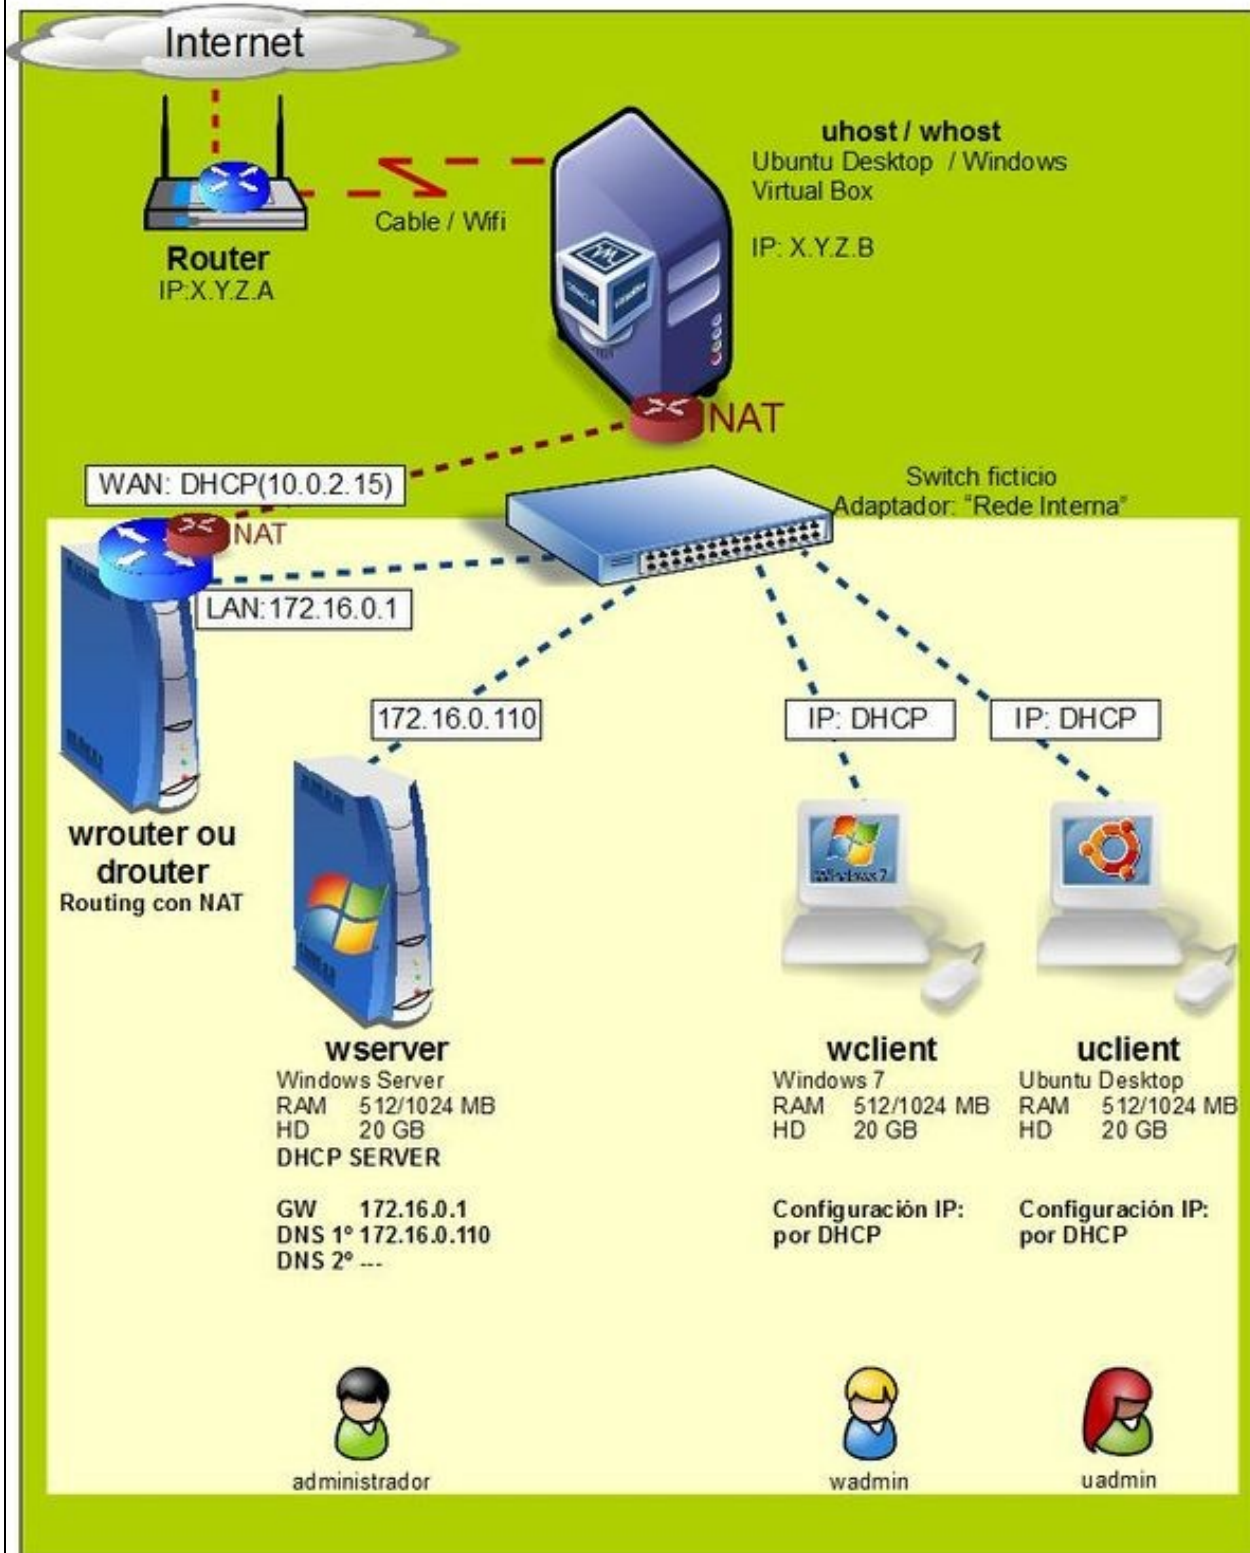 Internet
uhost / whost
Ubuntu Desktop / Windows
Virtual Box
IP: X.Y.Z.B
Cable / Wifi
Router
IP:X.Y.Z.A
NAT
WAN: DHCP(10.0.2.15)
Switch ficticio
Adaptador: “Rede Interna”
NAT
LAN:172.16.0.1
172.16.0.110
IP: DHCP
IP: DHCP
wrouter ou
drouter
Routing con NAT
Windows 7
wserver
Windows Server
RAM 512/1024 MB
HD 20 GB
DHCP SERVER
GW 172.16.0.1
DNS 1º 172.16.0.110
DNS 2º ---
wclient
Windows 7
RAM 512/1024 MB
HD 20 GB
Configuración IP:
por DHCP
uclient
Ubuntu Desktop
RAM 512/1024 MB
HD 20 GB
Configuración IP:
por DHCP
administrador
wadmin
uadmin